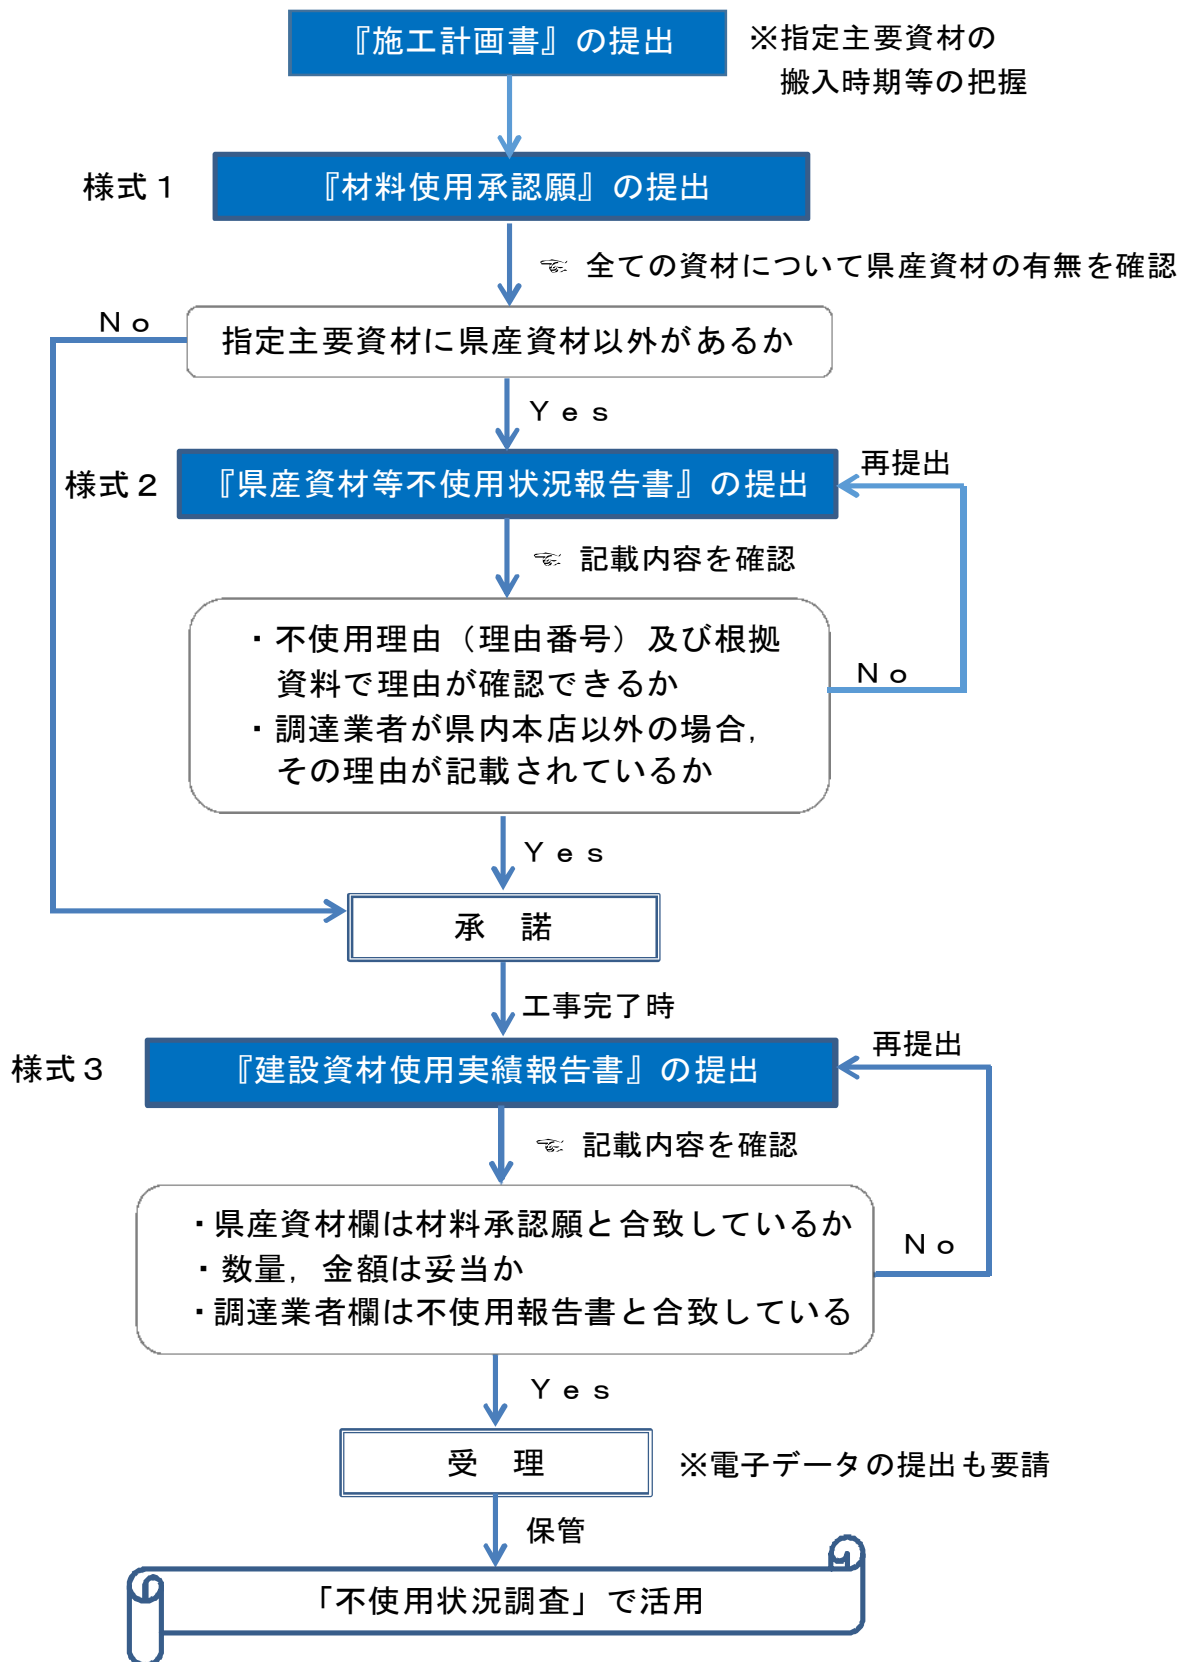 『施工計画書』の提出
※指定主要資材の
搬入時期等の把握
様式１
『材料使用承認願』の提出
☜ 全ての資材について県産資材の有無を確認
Ｎｏ
指定主要資材に県産資材以外があるか
Ｙｅｓ
再提出
様式２
『県産資材等不使用状況報告書』の提出
☜ 記載内容を確認
・不使用理由（理由番号）及び根拠
資料で理由が確認できるか
・調達業者が県内本店以外の場合，
その理由が記載されているか
Ｎｏ
Ｙｅｓ
承　諾
工事完了時
再提出
様式３
『建設資材使用実績報告書』の提出
☜ 記載内容を確認
・県産資材欄は材料承認願と合致しているか
・数量，金額は妥当か
・調達業者欄は不使用報告書と合致している
Ｎｏ
Ｙｅｓ
受　理
※電子データの提出も要請
保管
「不使用状況調査」で活用